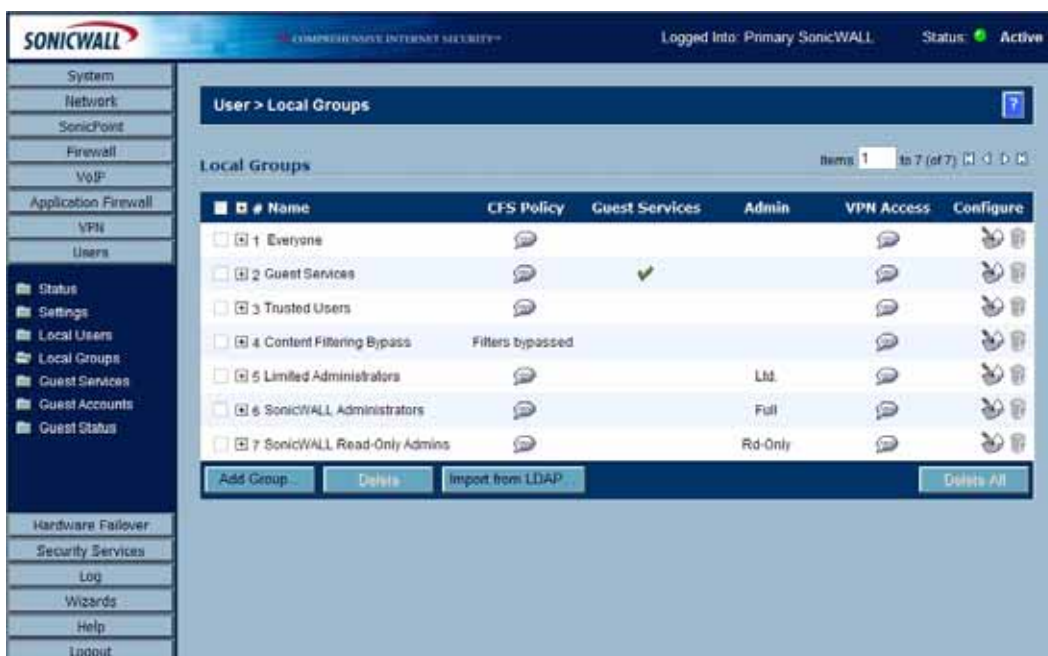 SONICWALL
COMPREHENSIVE INTERNET SECURITY™
Logged Into: Primary SonicWALL
Status: Active
System
Network
SonicPoint
Firewall
VoIP
Application Firewall
VPN
Users
Status
Settings
Local Users
Local Groups
Guest Services
Guest Accounts
Guest Status
Hardware Failover
Security Services
Log
Wizards
Help
Logout
User > Local Groups
?
Local Groups
Items 1 to 7 (of 7)
# Name CFS Policy Guest Services Admin VPN Access Configure
1 Everyone
2 Guest Services
3 Trusted Users
4 Content Filtering Bypass Filters bypassed
5 Limited Administrators Ltd.
6 SonicWALL Administrators Full
7 SonicWALL Read-Only Admins Rd-Only
Add Group... Delete Import from LDAP... Delete All